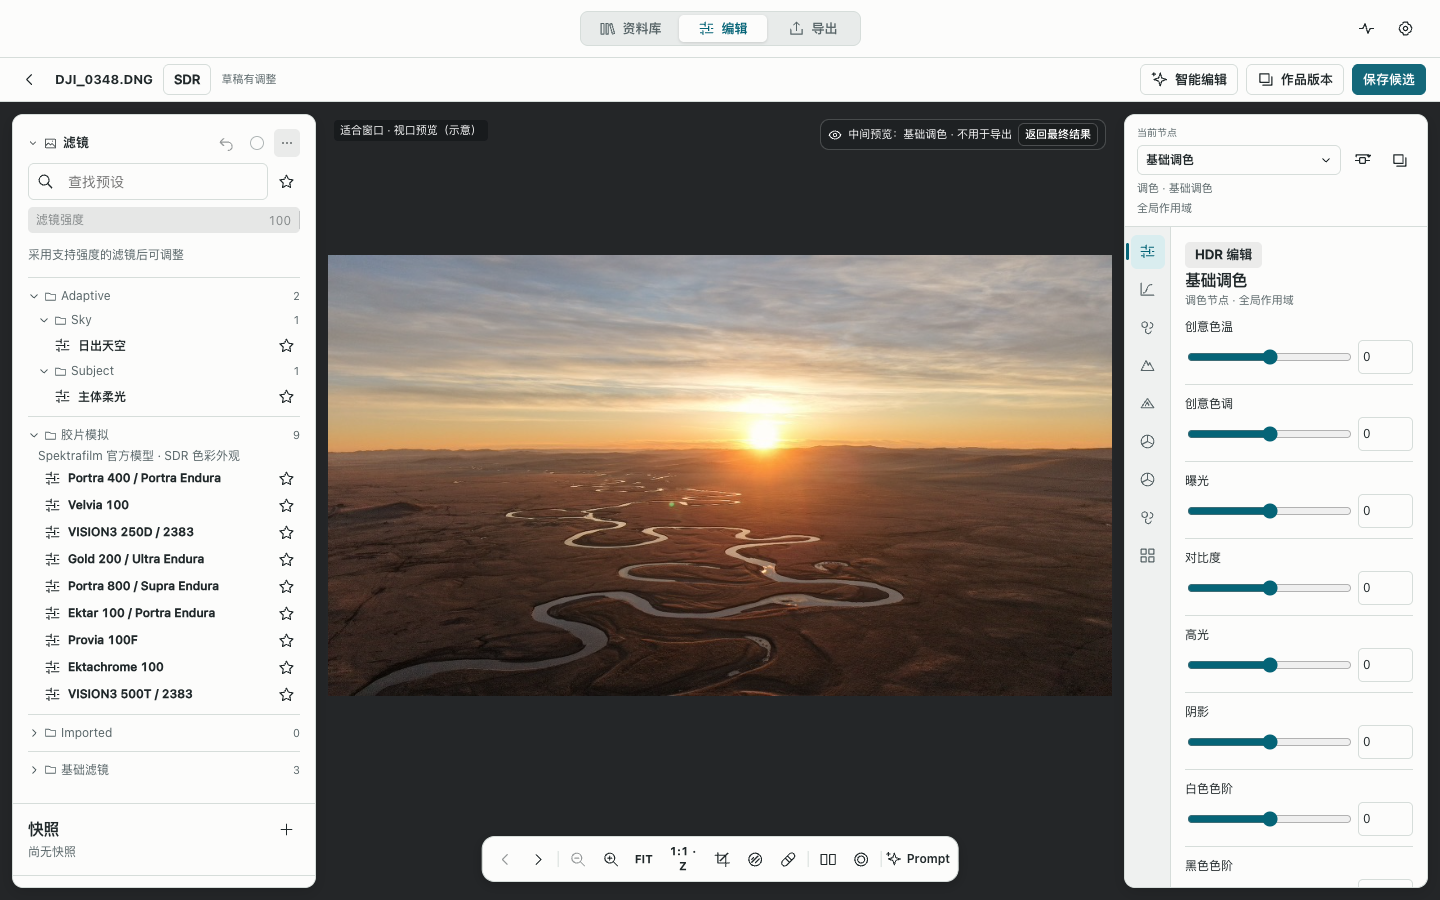 资料库
编辑
导出
DJI_0348.DNG
SDR
草稿有调整
智能编辑
作品版本
保存候选
滤镜
查找预设
滤镜强度
100
采用支持强度的滤镜后可调整
Adaptive
2
Sky
1
日出天空
Subject
1
主体柔光
胶片模拟
9
Spektrafilm 官方模型 · SDR 色彩外观
Portra 400 / Portra Endura
Velvia 100
VISION3 250D / 2383
Gold 200 / Ultra Endura
Portra 800 / Supra Endura
Ektar 100 / Portra Endura
Provia 100F
Ektachrome 100
VISION3 500T / 2383
Imported
0
基础滤镜
3
快照
尚无快照
适合窗口 · 视口预览（示意）
中间预览：基础调色 · 不用于导出
返回最终结果
FIT
1:1 ·
Z
Prompt
当前节点
基础调色
调色 · 基础调色
全局作用域
HDR 编辑
基础调色
调色节点 · 全局作用域
创意色温
0
创意色调
0
曝光
0
对比度
0
高光
0
阴影
0
白色色阶
0
黑色色阶